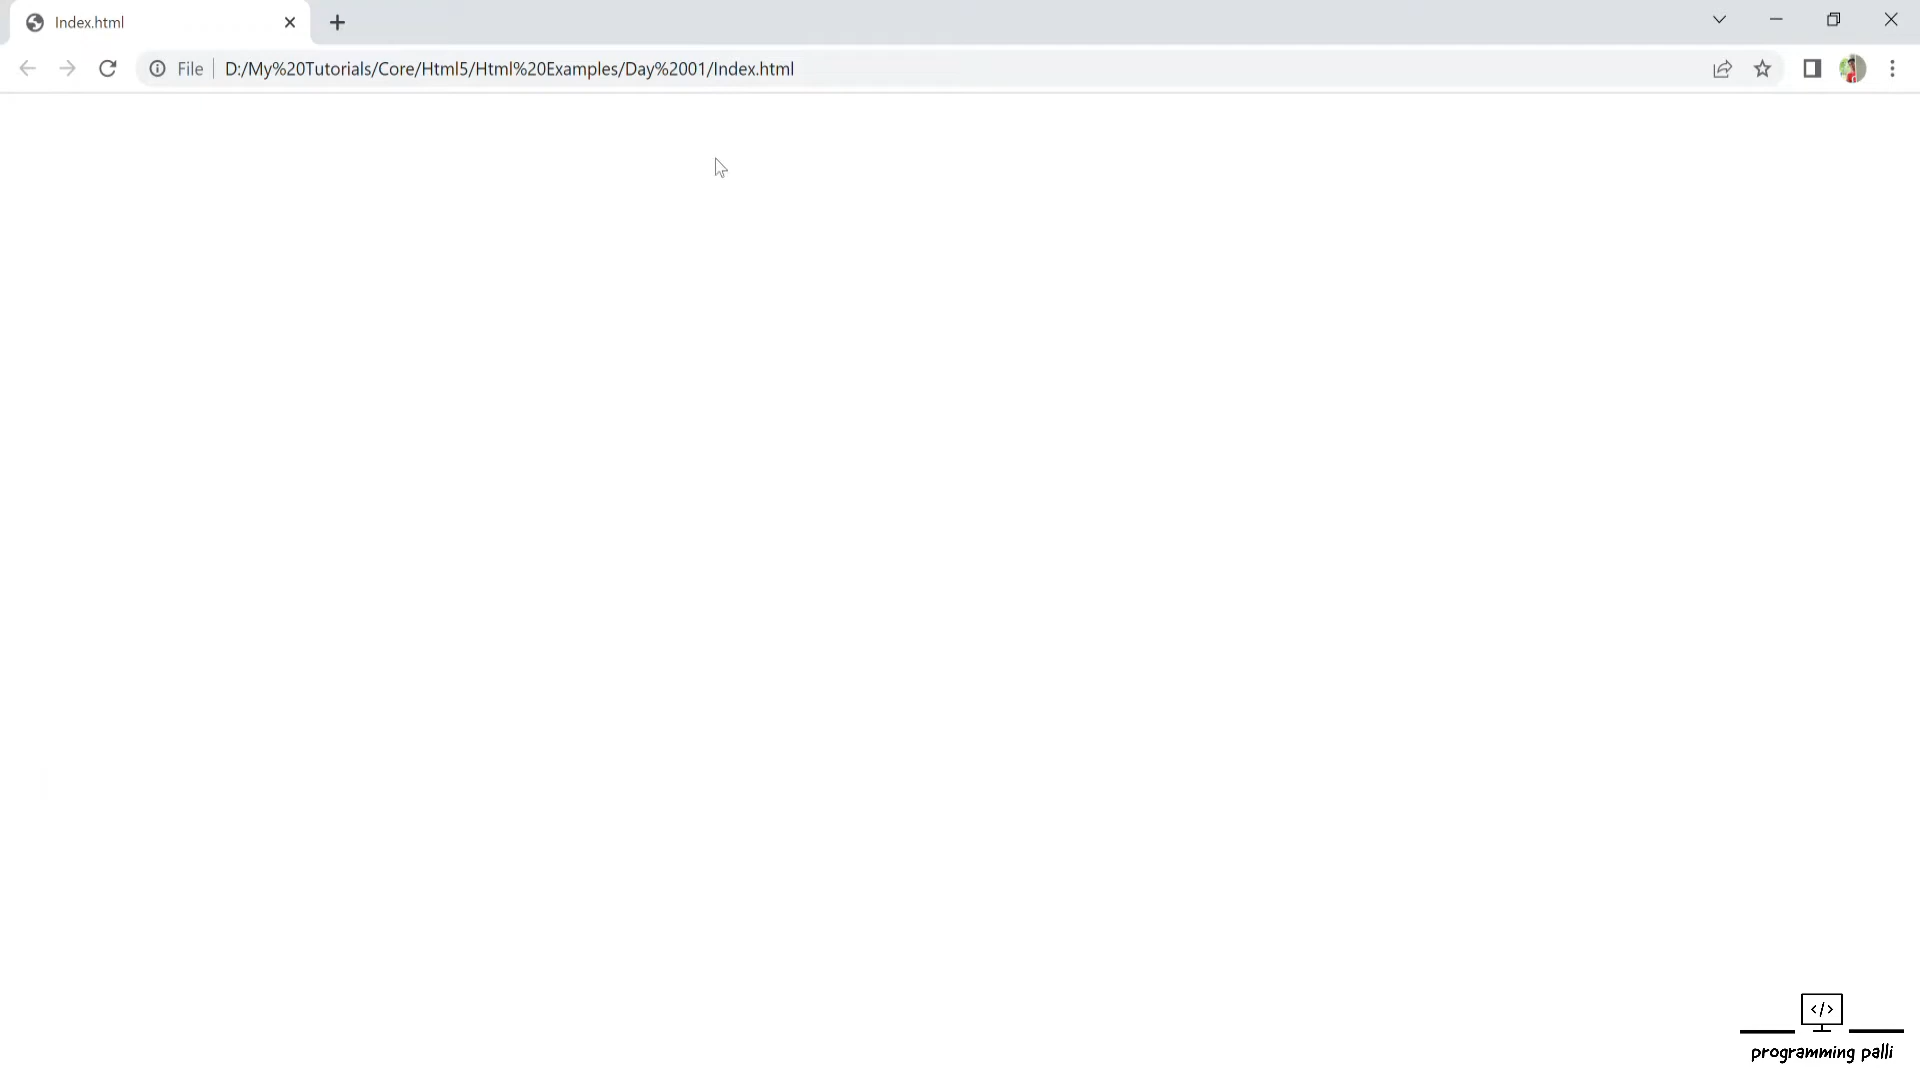 Index.html
File D:/My%20Tutorials/Core/Html5/Html%20Examples/Day%2001/Index.html
</>
programming palli